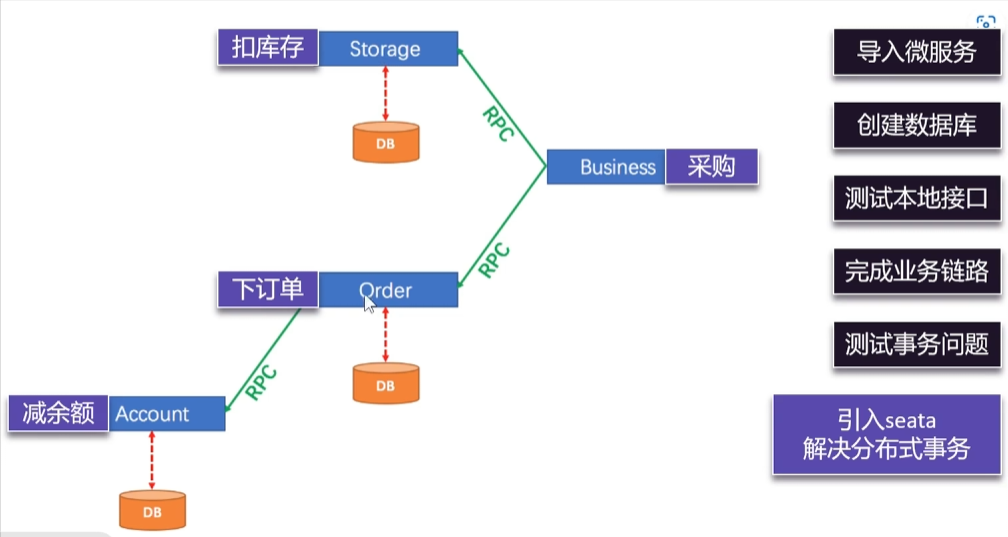 扣库存 Storage
DB
RPC
Business 采购
RPC
下订单 Order
DB
RPC
减余额 Account
DB
导入微服务
创建数据库
测试本地接口
完成业务链路
测试事务问题
引入seata
解决分布式事务